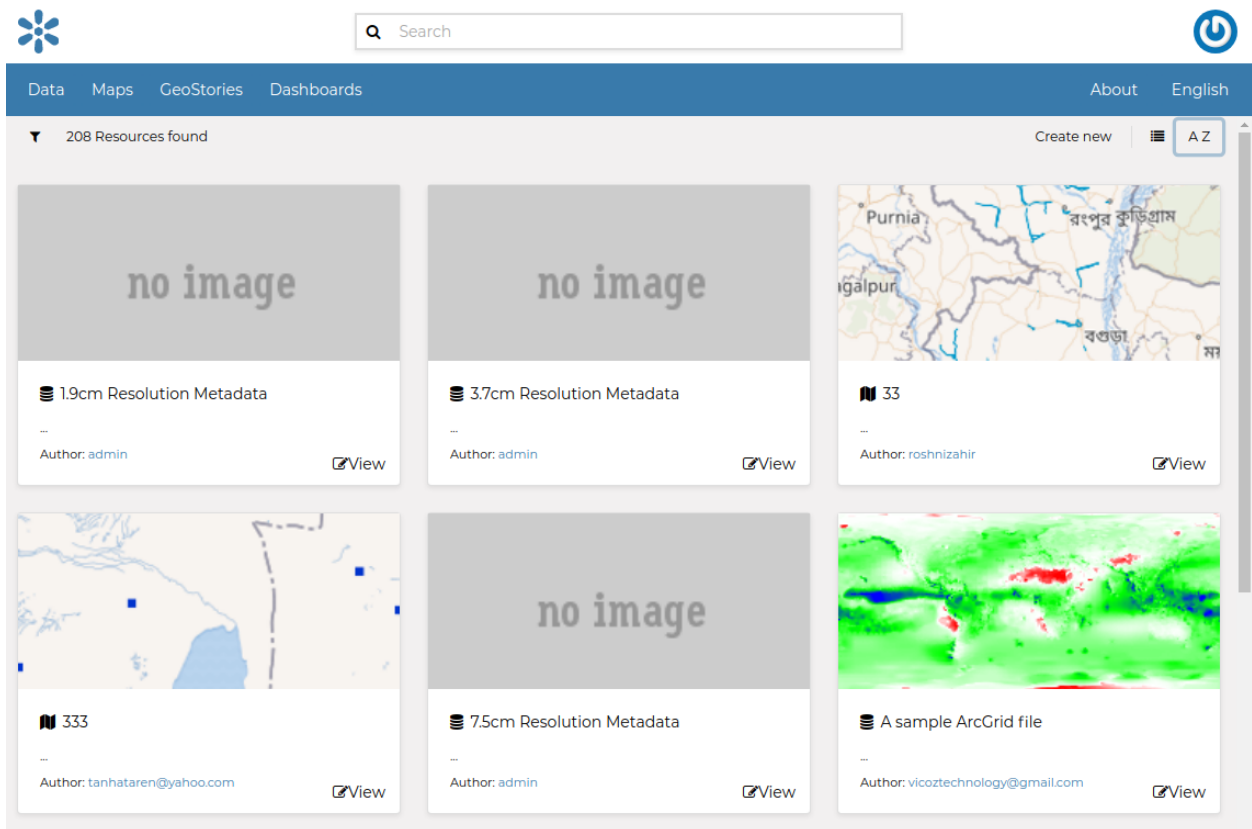 Search
Data Maps GeoStories Dashboards About English
208 Resources found Create new A Z
no image
no image
Purnia
রংপুর কুড়িগ্রাম
বগুড়া
1.9cm Resolution Metadata
...
Author: admin
View
3.7cm Resolution Metadata
...
Author: admin
View
33
...
Author: roshnizahir
View
no image
333
...
Author: tanhataren@yahoo.com
View
7.5cm Resolution Metadata
...
Author: admin
View
A sample ArcGrid file
...
Author: vicoztechnology@gmail.com
View